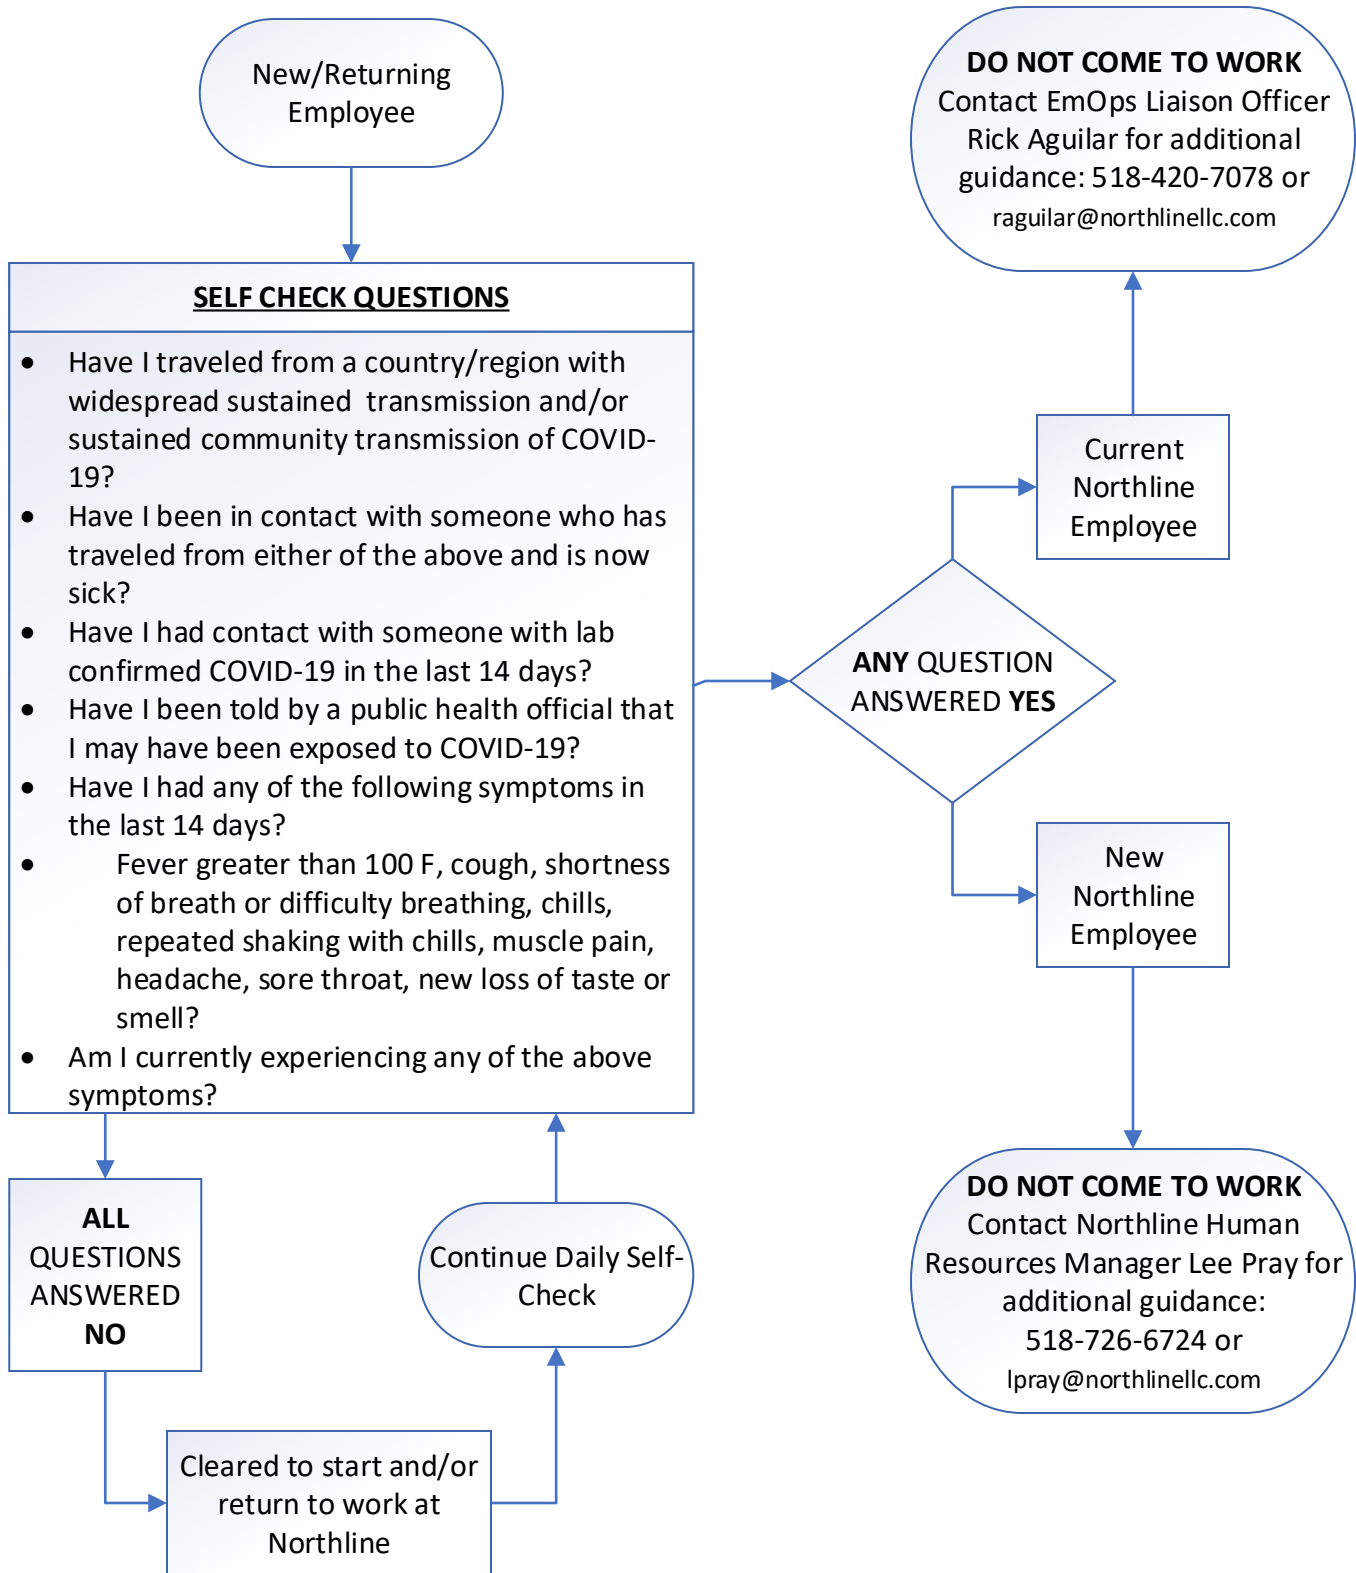 New/Returning
Employee
SELF CHECK QUESTIONS
• Have I traveled from a country/region with
widespread sustained  transmission and/or
sustained community transmission of COVID-
19?
• Have I been in contact with someone who has
traveled from either of the above and is now
sick?
• Have I had contact with someone with lab
confirmed COVID-19 in the last 14 days?
• Have I been told by a public health official that
I may have been exposed to COVID-19?
• Have I had any of the following symptoms in
the last 14 days?
• Fever greater than 100 F, cough, shortness
of breath or difficulty breathing, chills,
repeated shaking with chills, muscle pain,
headache, sore throat, new loss of taste or
smell?
• Am I currently experiencing any of the above
symptoms?
ALL
QUESTIONS
ANSWERED
NO
Cleared to start and/or
return to work at
Northline
Continue Daily Self-
Check
ANY QUESTION
ANSWERED YES
Current
Northline
Employee
DO NOT COME TO WORK
Contact EmOps Liaison Officer
Rick Aguilar for additional
guidance: 518-420-7078 or
raguilar@northlinellc.com
New
Northline
Employee
DO NOT COME TO WORK
Contact Northline Human
Resources Manager Lee Pray for
additional guidance:
518-726-6724 or
lpray@northlinellc.com